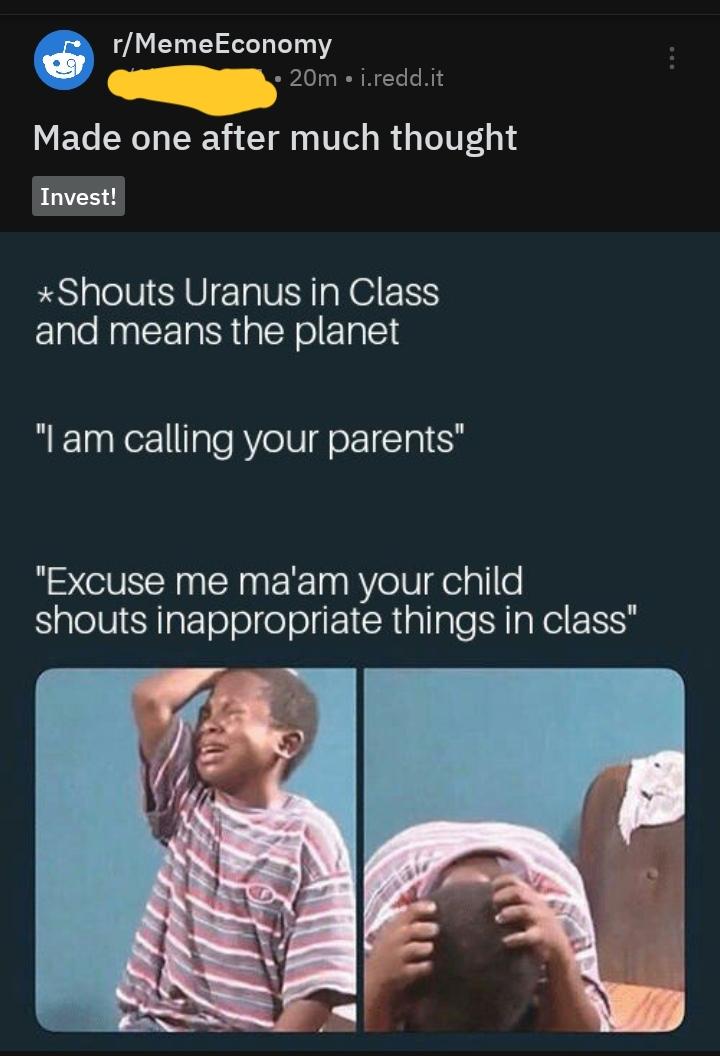 r/MemeEconomy
• 20m • i.redd.it
Made one after much thought
Invest!
*Shouts Uranus in Class
and means the planet
"I am calling your parents"
"Excuse me ma'am your child
shouts inappropriate things in class"